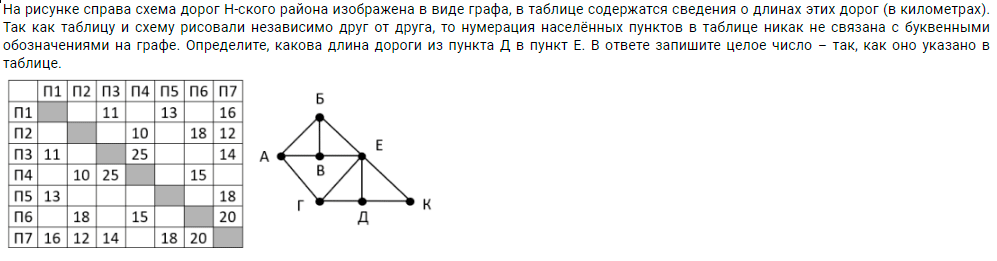 На рисунке справа схема дорог Н-ского района изображена в виде графа, в таблице содержатся сведения о длинах этих дорог (в километрах).
Так как таблицу и схему рисовали независимо друг от друга, то нумерация населённых пунктов в таблице никак не связана с буквенными
обозначениями на графе. Определите, какова длина дороги из пункта Д в пункт Е. В ответе запишите целое число – так, как оно указано в
таблице.
П1 П2 П3 П4 П5 П6 П7
П1 11 13 16
П2 10 18 12
П3 11 25 14
П4 10 25 15
П5 13 18
П6 18 15 20
П7 16 12 14 18 20
Б
Е
А
В
Г
Д
К